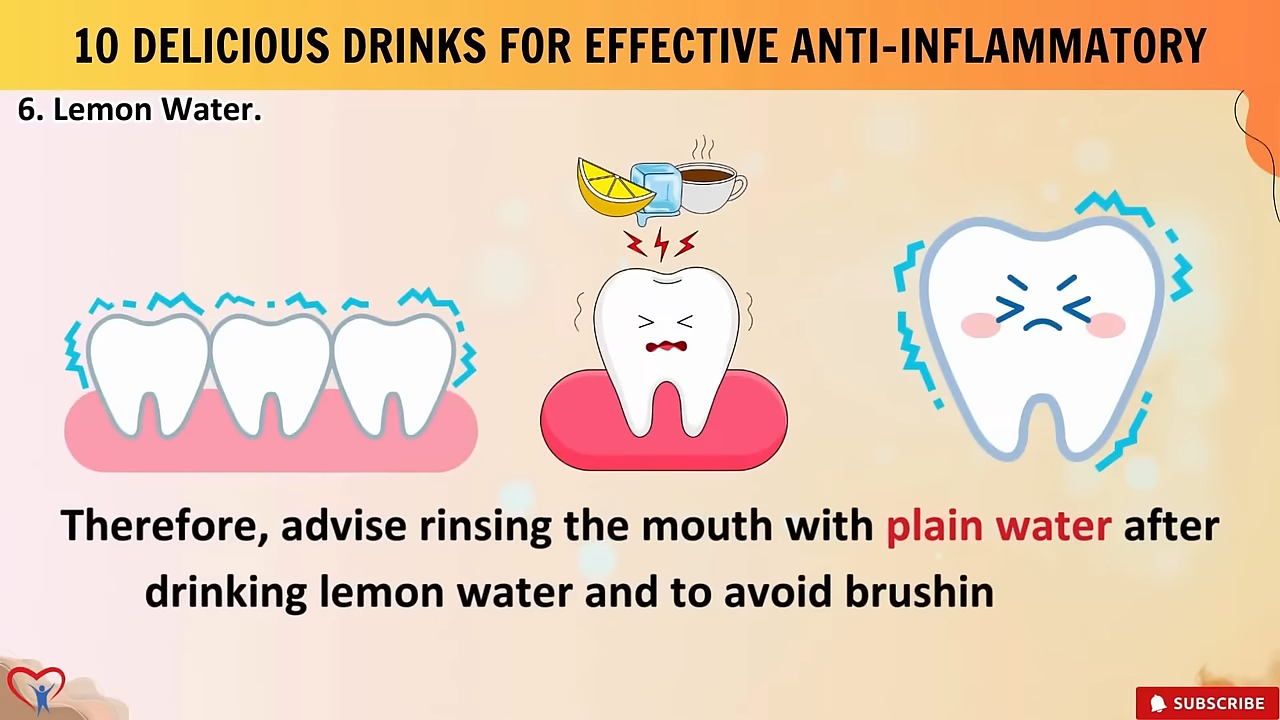 10 DELICIOUS DRINKS FOR EFFECTIVE ANTI-INFLAMMATORY
6. Lemon Water.
Therefore, advise rinsing the mouth with plain water after
drinking lemon water and to avoid brushin
SUBSCRIBE